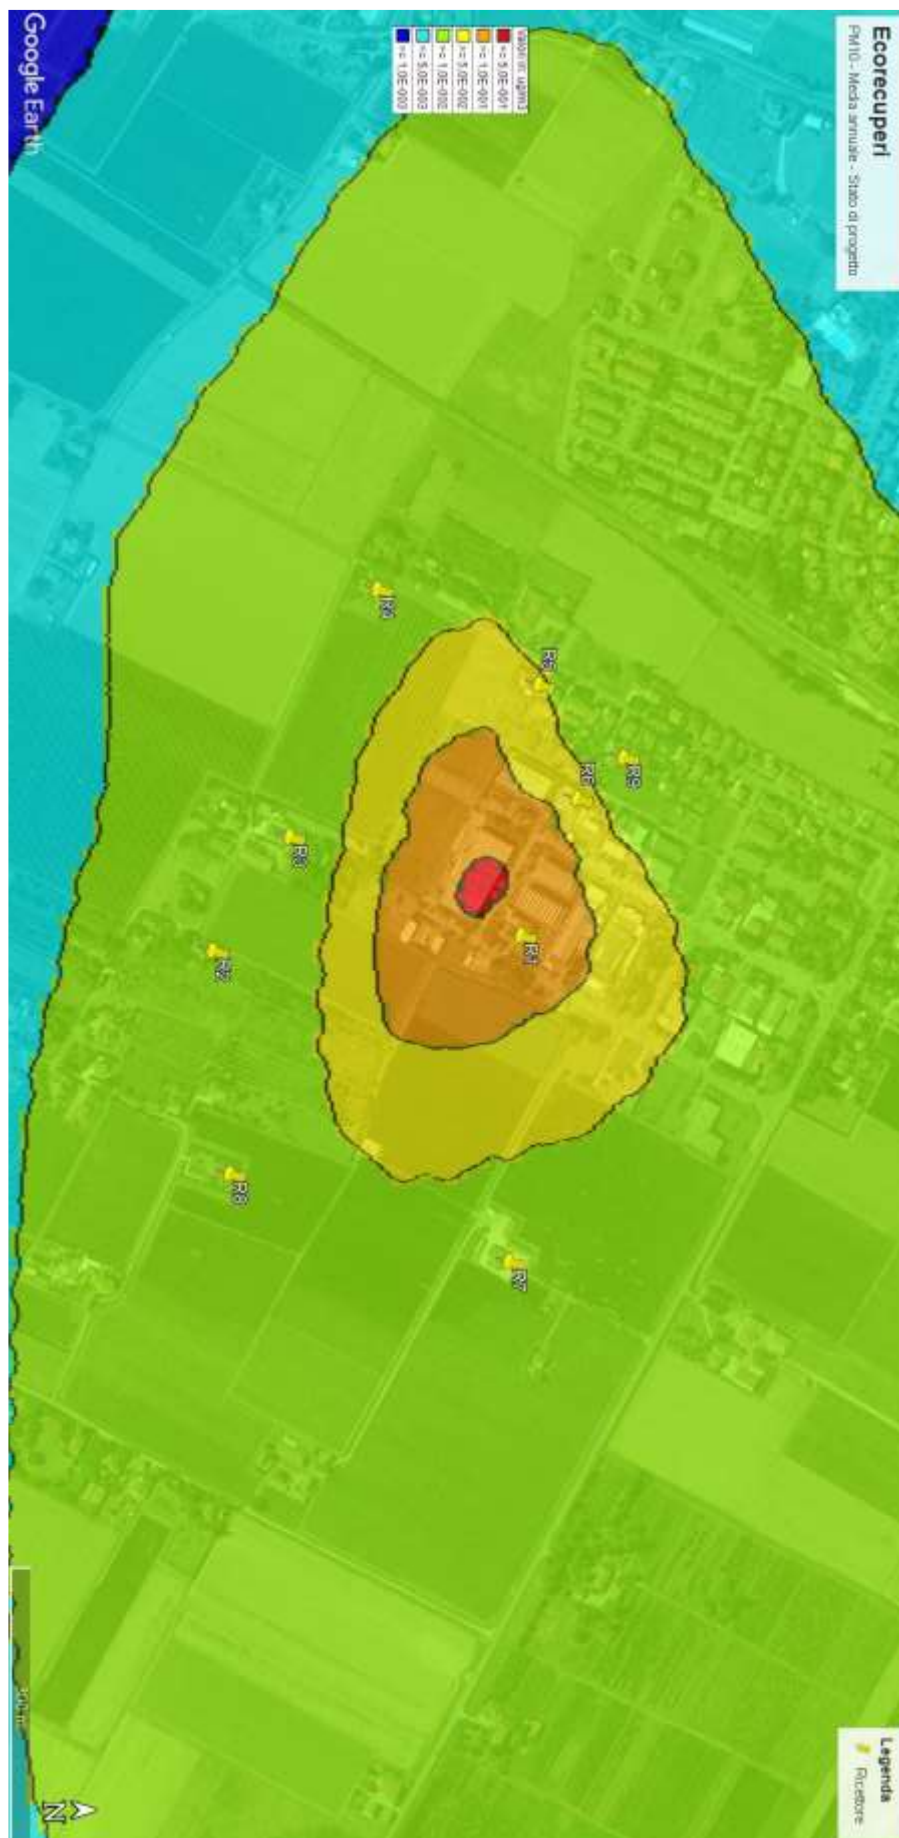 Ecorecuperi
PM10 - Media annuale - Stato di progetto
Valori in: ug/m3
>= 5.0E-001
>= 1.0E-001
>= 5.0E-002
>= 1.0E-002
>= 5.0E-003
>= 1.0E-003
R4
R5
R9
R6
R3
R1
R2
R8
R7
Legenda
Ricettore
Google Earth
300 m
N